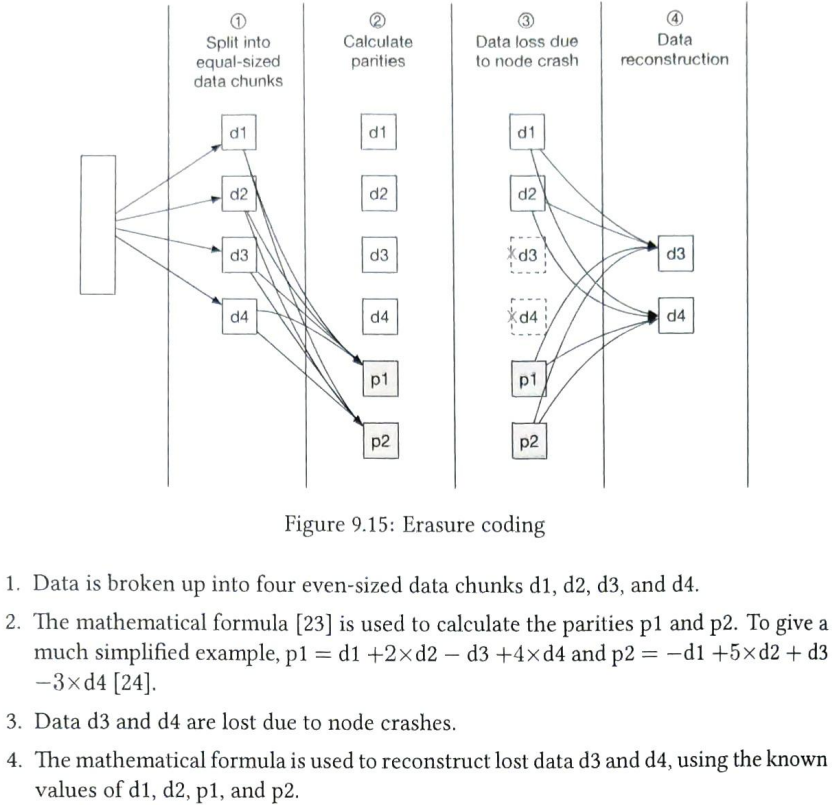 ① 
Split into
equal-sized
data chunks
②
Calculate
parities
③
Data loss due
to node crash
④
Data
reconstruction
d1
d2
d3
d4
d1
d2
d3
d4
p1
p2
d1
d2
d3
d4
p1
p2
d3
d4
Figure 9.15: Erasure coding
1. Data is broken up into four even-sized data chunks d1, d2, d3, and d4.
2. The mathematical formula [23] is used to calculate the parities p1 and p2. To give a
much simplified example, p1 = d1 +2×d2 − d3 +4×d4 and p2 = −d1 +5×d2 + d3
−3×d4 [24].
3. Data d3 and d4 are lost due to node crashes.
4. The mathematical formula is used to reconstruct lost data d3 and d4, using the known
values of d1, d2, p1, and p2.